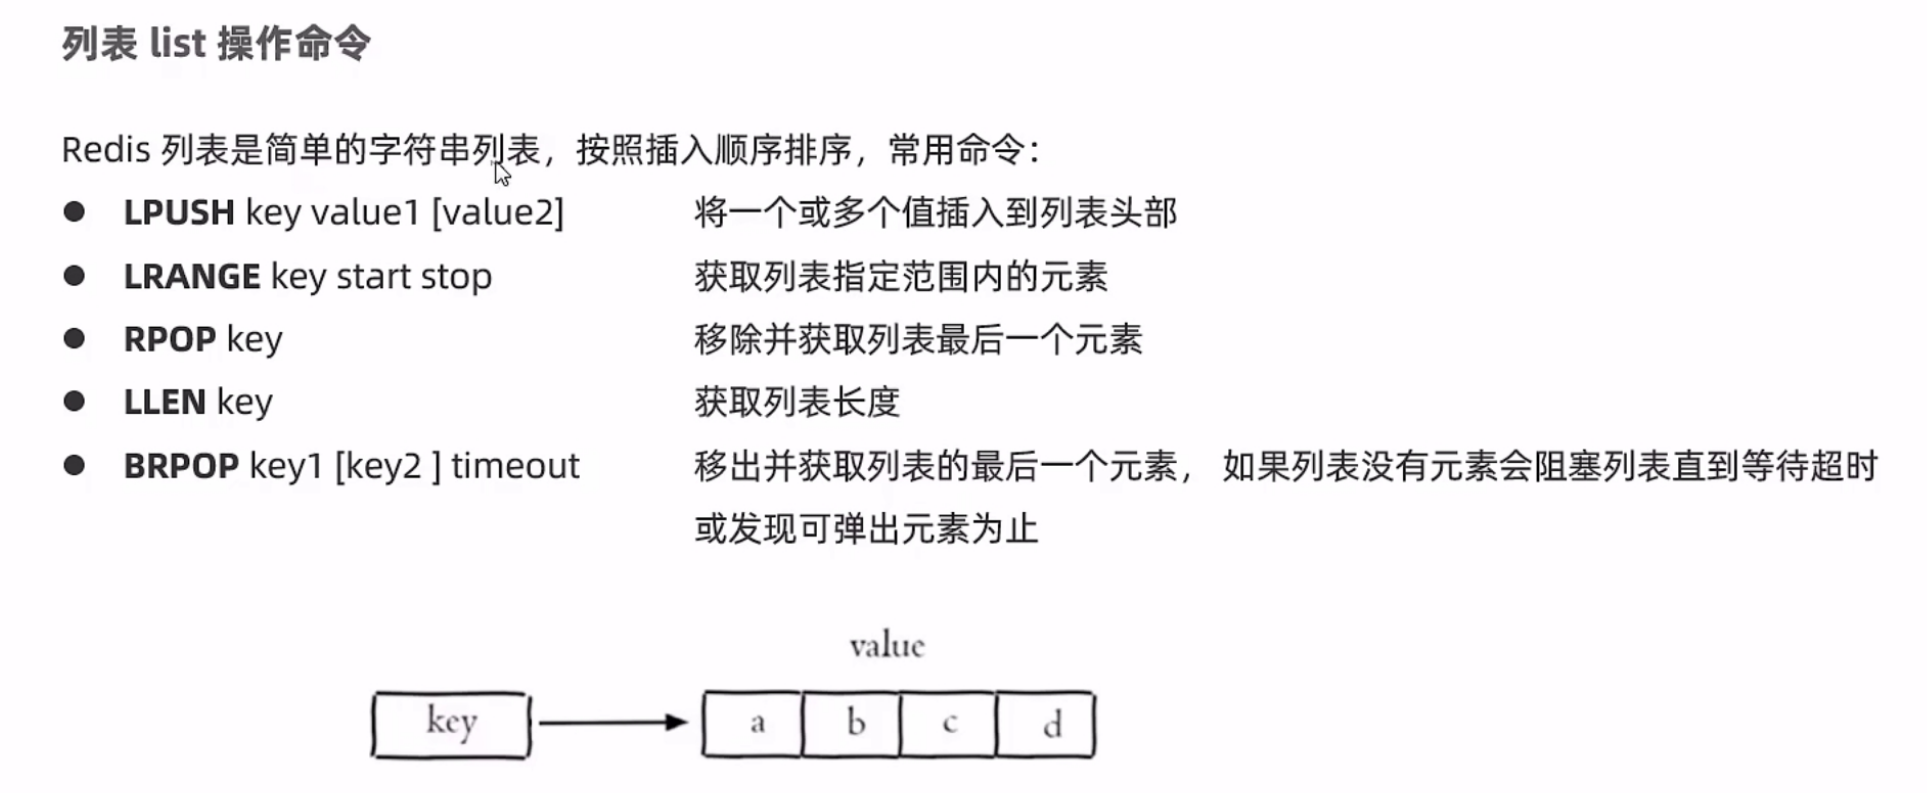 列表 list 操作命令
Redis 列表是简单的字符串列表，按照插入顺序排序，常用命令：
● LPUSH key value1 [value2] 将一个或多个值插入到列表头部
● LRANGE key start stop 获取列表指定范围内的元素
● RPOP key 移除并获取列表最后一个元素
● LLEN key 获取列表长度
● BRPOP key1 [key2 ] timeout 移出并获取列表的最后一个元素， 如果列表没有元素会阻塞列表直到等待超时
或发现可弹出元素为止
value
key a b c d